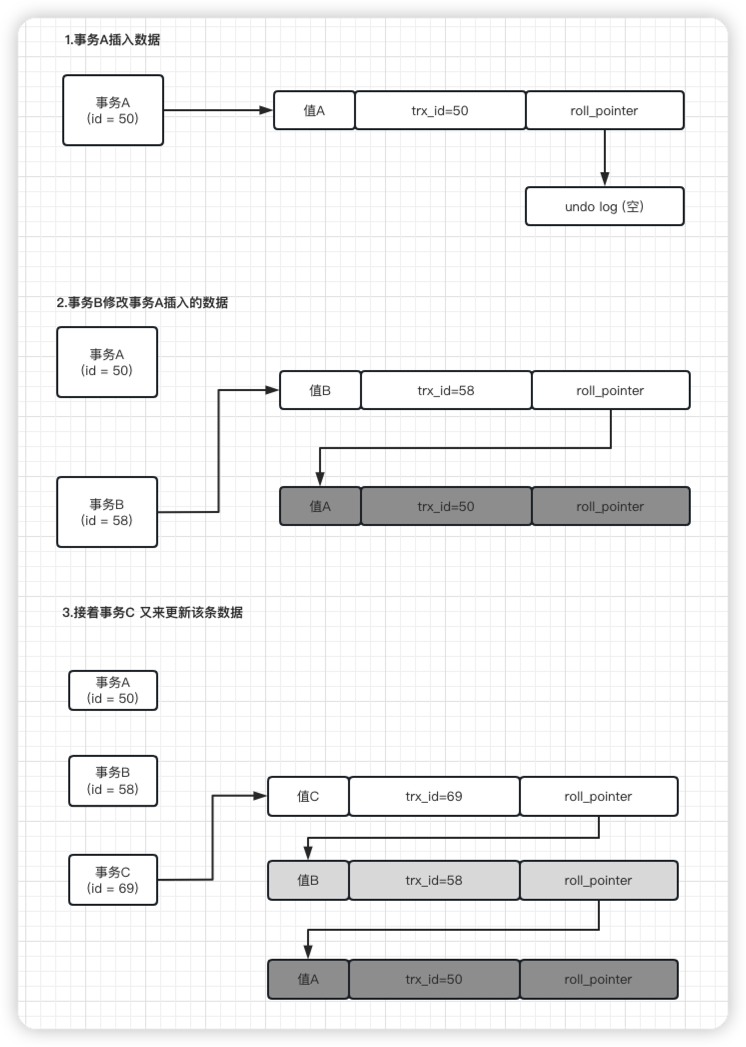 1.事务A插入数据
事务A
(id = 50)
值A
trx_id=50
roll_pointer
undo log (空)
2.事务B修改事务A插入的数据
事务A
(id = 50)
值B
trx_id=58
roll_pointer
事务B
(id = 58)
值A
trx_id=50
roll_pointer
3.接着事务C 又来更新该条数据
事务A
(id = 50)
事务B
(id = 58)
值C
trx_id=69
roll_pointer
事务C
(id = 69)
值B
trx_id=58
roll_pointer
值A
trx_id=50
roll_pointer